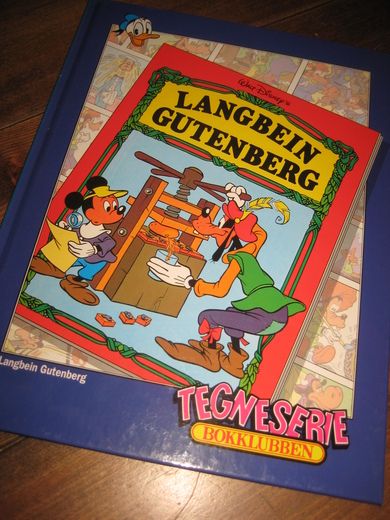 Walt Disney's
LANGBEIN
GUTENBERG
Langbein Gutenberg
TEGNESERIE
BOKKLUBBEN